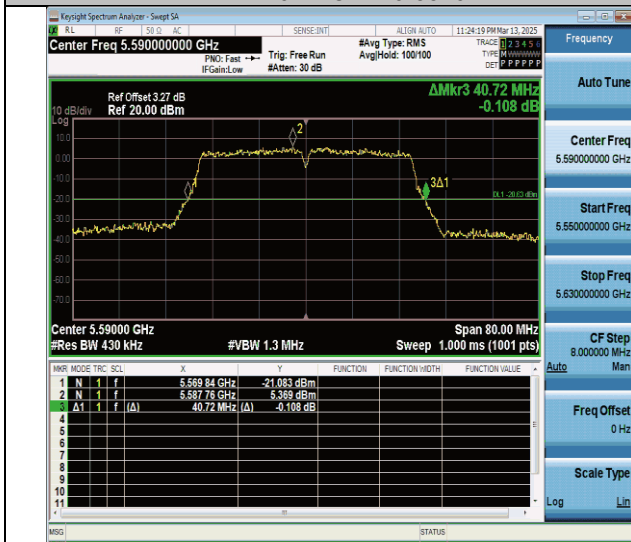 Keysight Spectrum Analyzer - Swept SA
RL RF 50 Ω AC SENSE:INT ALIGN AUTO 11:24:19 PM Mar 13, 2025
Center Freq 5.590000000 GHz #Avg Type: RMS TRACE 1 2 3 4 5 6
PNO: Fast Trig: Free Run Avg|Hold: 100/100 TYPE M WWWWW
IFGain:Low #Atten: 30 dB DET P P P P P P
Ref Offset 3.27 dB ΔMkr3 40.72 MHz
10 dB/div Ref 20.00 dBm -0.108 dB
Log
10.0
0.00
-10.0
-20.0
-30.0
-40.0
-50.0
-60.0
-70.0
2
1
3Δ1
Center 5.59000 GHz Span 80.00 MHz
#Res BW 430 kHz #VBW 1.3 MHz Sweep 1.000 ms (1001 pts)
MKR MODE TRC SCL X Y FUNCTION FUNCTION WIDTH FUNCTION VALUE
1 N 1 f 5.569 84 GHz -21.083 dBm
2 N 1 f 5.587 76 GHz 5.369 dBm
3 Δ1 1 f (Δ) 40.72 MHz (Δ) -0.108 dB
4
5
6
7
8
9
10
11
MSG STATUS
Frequency
Auto Tune
Center Freq
5.590000000 GHz
Start Freq
5.550000000 GHz
Stop Freq
5.630000000 GHz
CF Step
8.000000 MHz
Auto Man
Freq Offset
0 Hz
Scale Type
Log Lin